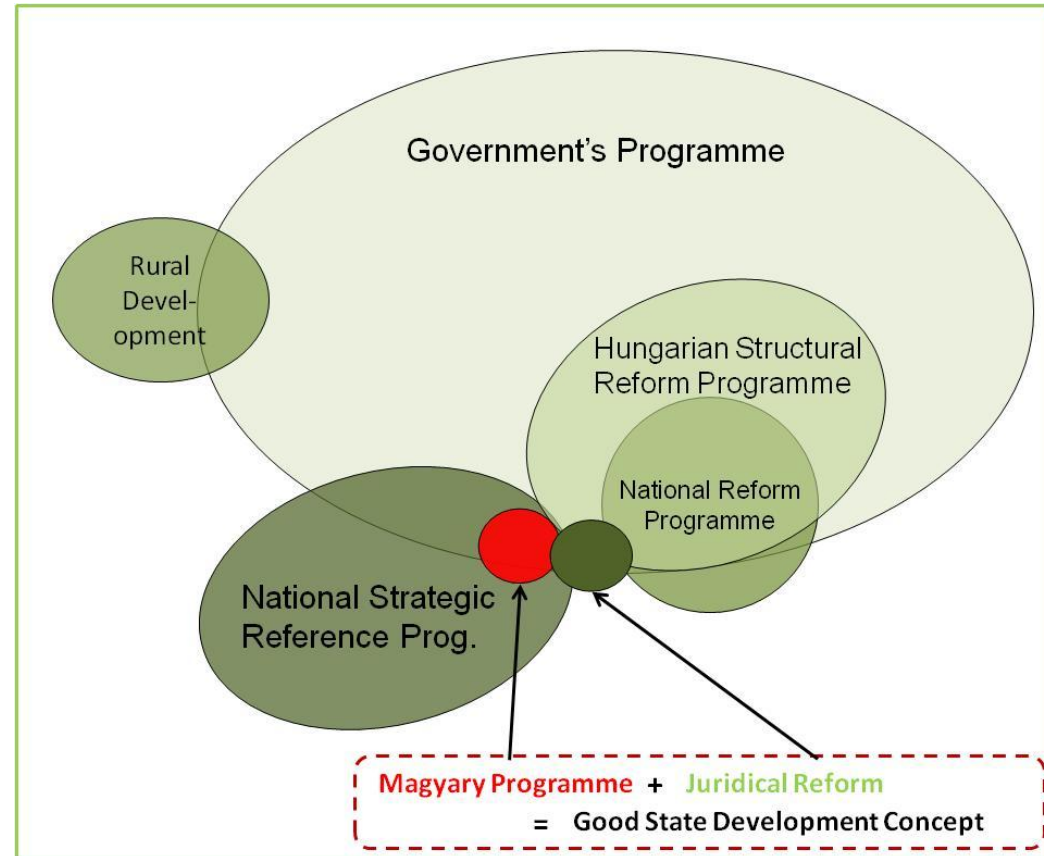 Government's Programme
Rural
Devel-
opment
Hungarian Structural
Reform Programme
National Reform
Programme
National Strategic
Reference Prog.
Magyary Programme + Juridical Reform
= Good State Development Concept